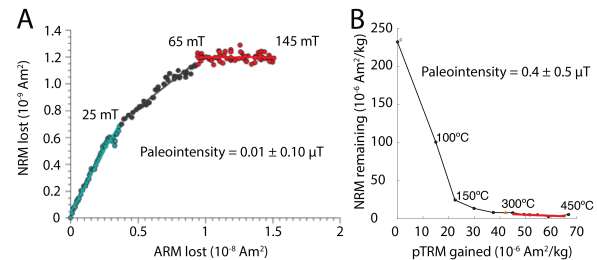 A
NRM lost (10⁻⁹ Am²)
1.4
1.2
1.0
0.8
0.6
0.4
0.2
0
65 mT
145 mT
25 mT
Paleointensity = 0.01 ± 0.10 µT
0
0.5
1.0
1.5
2
ARM lost (10⁻⁸ Am²)
B
NRM remaining (10⁻⁶ Am²/kg)
250
200
150
100
50
0
Paleointensity = 0.4 ± 0.5 µT
100ºC
150ºC
300ºC
450ºC
0
10
20
30
40
50
60
70
pTRM gained (10⁻⁶ Am²/kg)